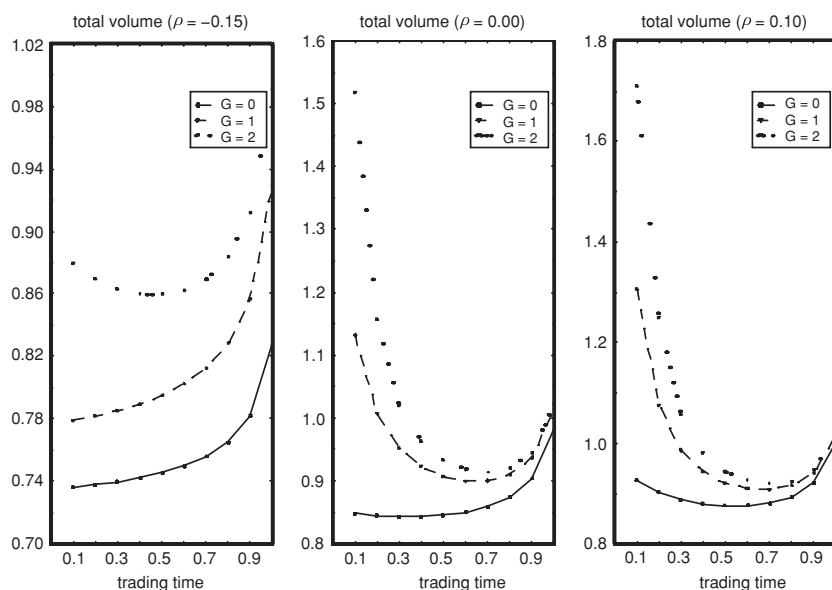 total volume (ρ = −0.15)
1.02
0.98
0.94
0.90
0.86
0.82
0.78
0.74
0.70
G = 0
G = 1
G = 2
0.1 0.3 0.5 0.7 0.9
trading time
total volume (ρ = 0.00)
1.6
1.5
1.4
1.3
1.2
1.1
1.0
0.9
0.8
G = 0
G = 1
G = 2
0.1 0.3 0.5 0.7 0.9
trading time
total volume (ρ = 0.10)
1.8
1.6
1.4
1.2
1.0
0.8
G = 0
G = 1
G = 2
0.1 0.3 0.5 0.7 0.9
trading time